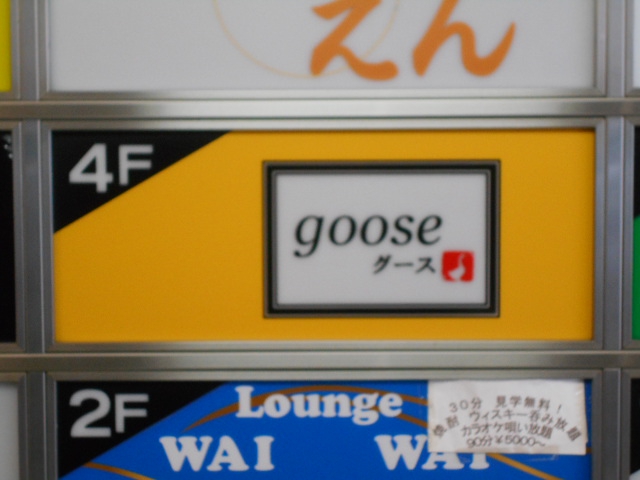 えん
4F
goose
グース
2F
Lounge
WAI WAI
30分 見学無料!
焼酎 ウィスキー呑み放題
カラオケ唄い放題
90分¥5000〜